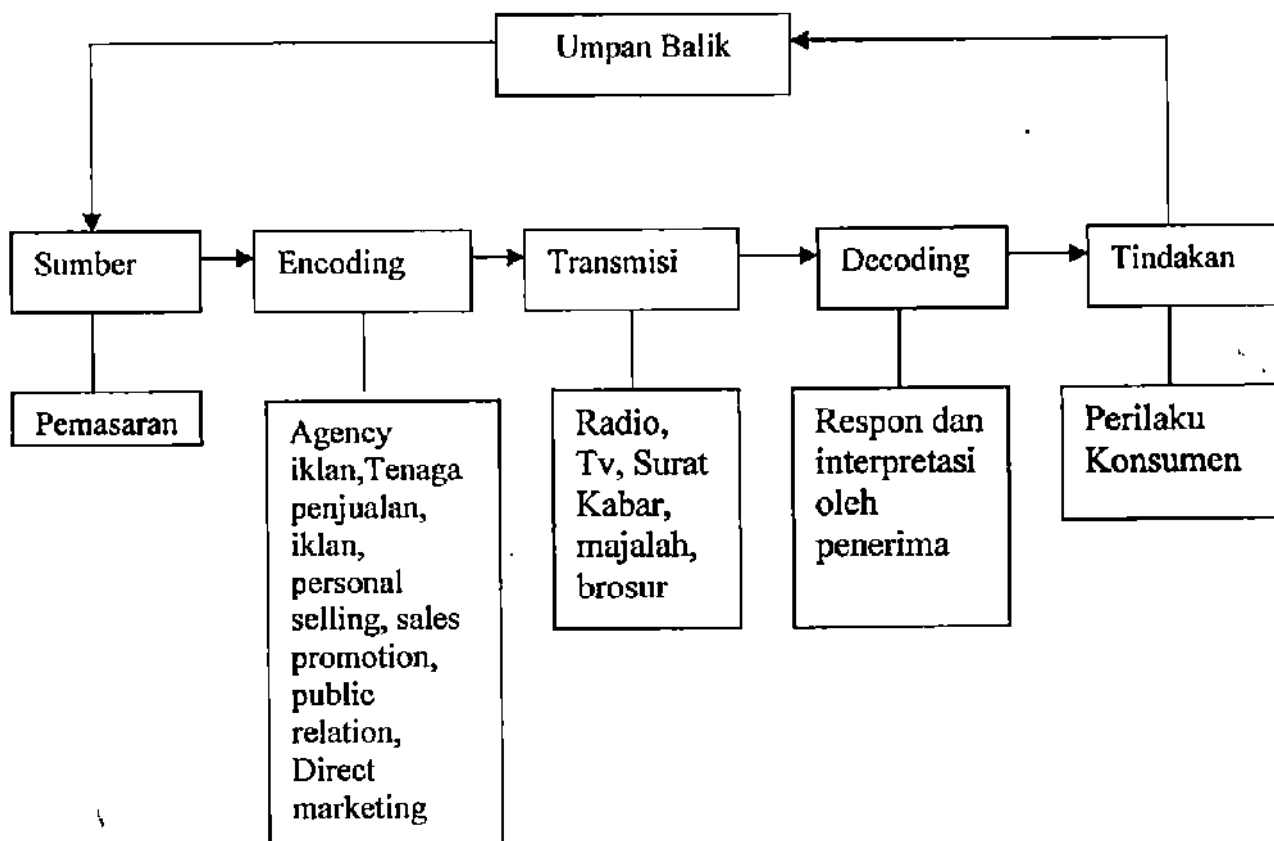 Umpan Balik
Sumber
Encoding
Transmisi
Decoding
Tindakan
Pemasaran
Agency
iklan,Tenaga
penjualan,
iklan,
personal
selling, sales
promotion,
public
relation,
Direct
marketing
Radio,
Tv, Surat
Kabar,
majalah,
brosur
Respon dan
interpretasi
oleh
penerima
Perilaku
Konsumen